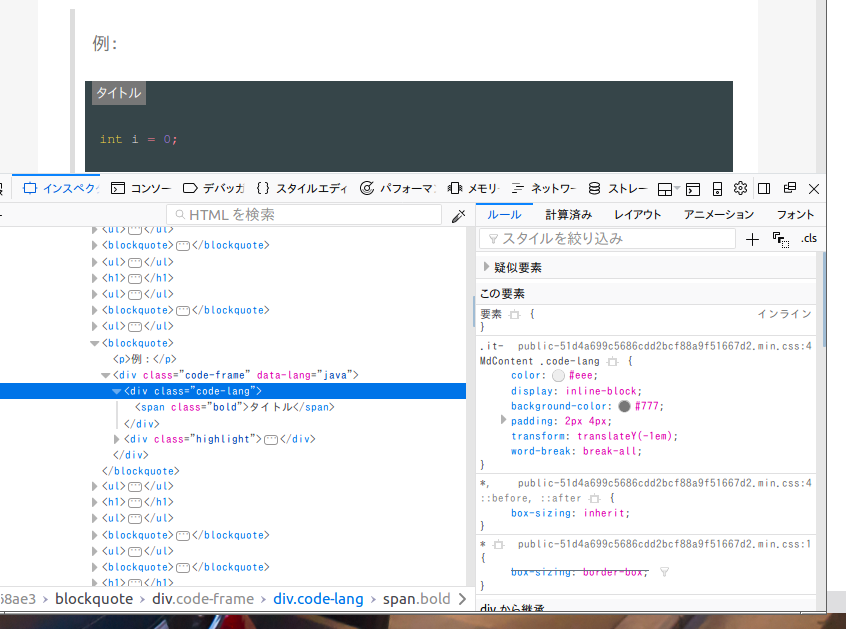 例：
タイトル
int i = 0;
インスペク コンソー デバッガ {} スタイルエディ パフォーマ メモリ ネットワー ストレー
HTML を検索
ルール 計算済み レイアウト アニメーション フォント
スタイルを絞り込み + .cls
<ul></ul>
<blockquote></blockquote>
<ul></ul>
<h1></h1>
<ul></ul>
<blockquote></blockquote>
<ul></ul>
<blockquote>
<p>例：</p>
<div class="code-frame" data-lang="java">
<div class="code-lang">
<span class="bold">タイトル</span>
</div>
<div class="highlight"></div>
</div>
</blockquote>
<ul></ul>
<h1></h1>
<ul></ul>
<blockquote></blockquote>
<ul></ul>
<blockquote></blockquote>
<h1></h1>
58ae3 > blockquote > div.code-frame > div.code-lang > span.bold >
疑似要素
この要素
要素 { インライン
}
.it- public-51d4a699c5686cdd2bcf88a9f51667d2.min.css:4
MdContent .code-lang {
color: #eee;
display: inline-block;
background-color: #777;
padding: 2px 4px;
transform: translateY(-1em);
word-break: break-all;
}
*, public-51d4a699c5686cdd2bcf88a9f51667d2.min.css:4
::before, ::after {
box-sizing: inherit;
}
* public-51d4a699c5686cdd2bcf88a9f51667d2.min.css:1
{
box-sizing: border-box;
}
div から継承